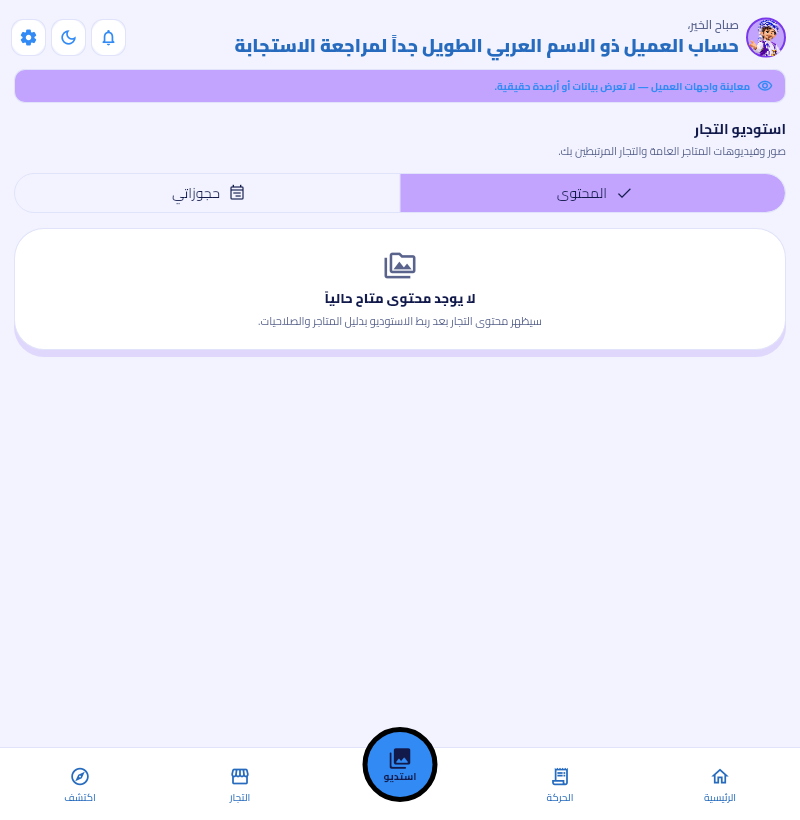 صباح الخير،
حساب العميل ذو الاسم العربي الطويل جداً لمراجعة الاستجابة
معاينة واجهات العميل — لا تعرض بيانات أو أرصدة حقيقية.
استوديو التجار
صور وفيديوهات المتاجر العامة والتجار المرتبطين بك.
المحتوى
حجوزاتي
لا يوجد محتوى متاح حالياً
سيظهر محتوى التجار بعد ربط الاستوديو بدليل المتاجر والصلاحيات.
الرئيسية
الحركة
استديو
التجار
اكتشف